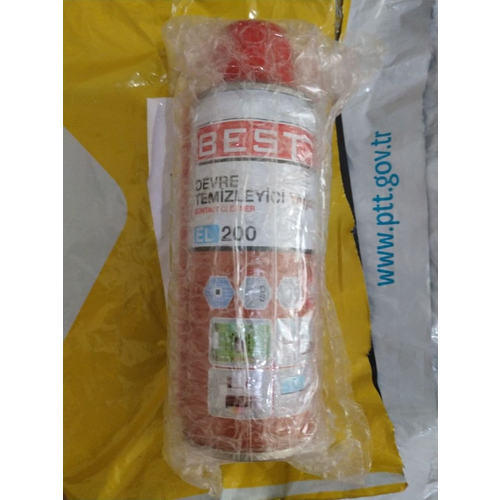 BEST
DEVRE
TEMİZLEYİCİ
CONTACT CLEANER
EL 200
www.ptt.gov.tr